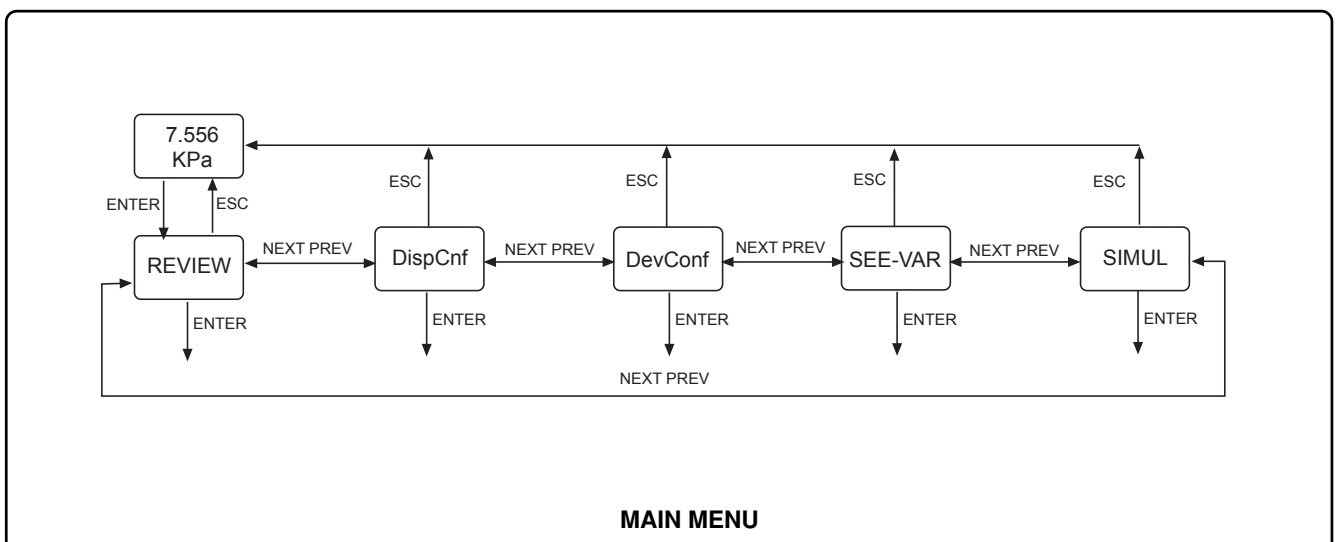 7.556
KPa
ESC
ESC
ESC
ESC
ENTER
ESC
REVIEW
NEXT PREV
DispCnf
NEXT PREV
DevConf
NEXT PREV
SEE-VAR
NEXT PREV
SIMUL
ENTER
ENTER
ENTER
ENTER
ENTER
NEXT PREV
MAIN MENU